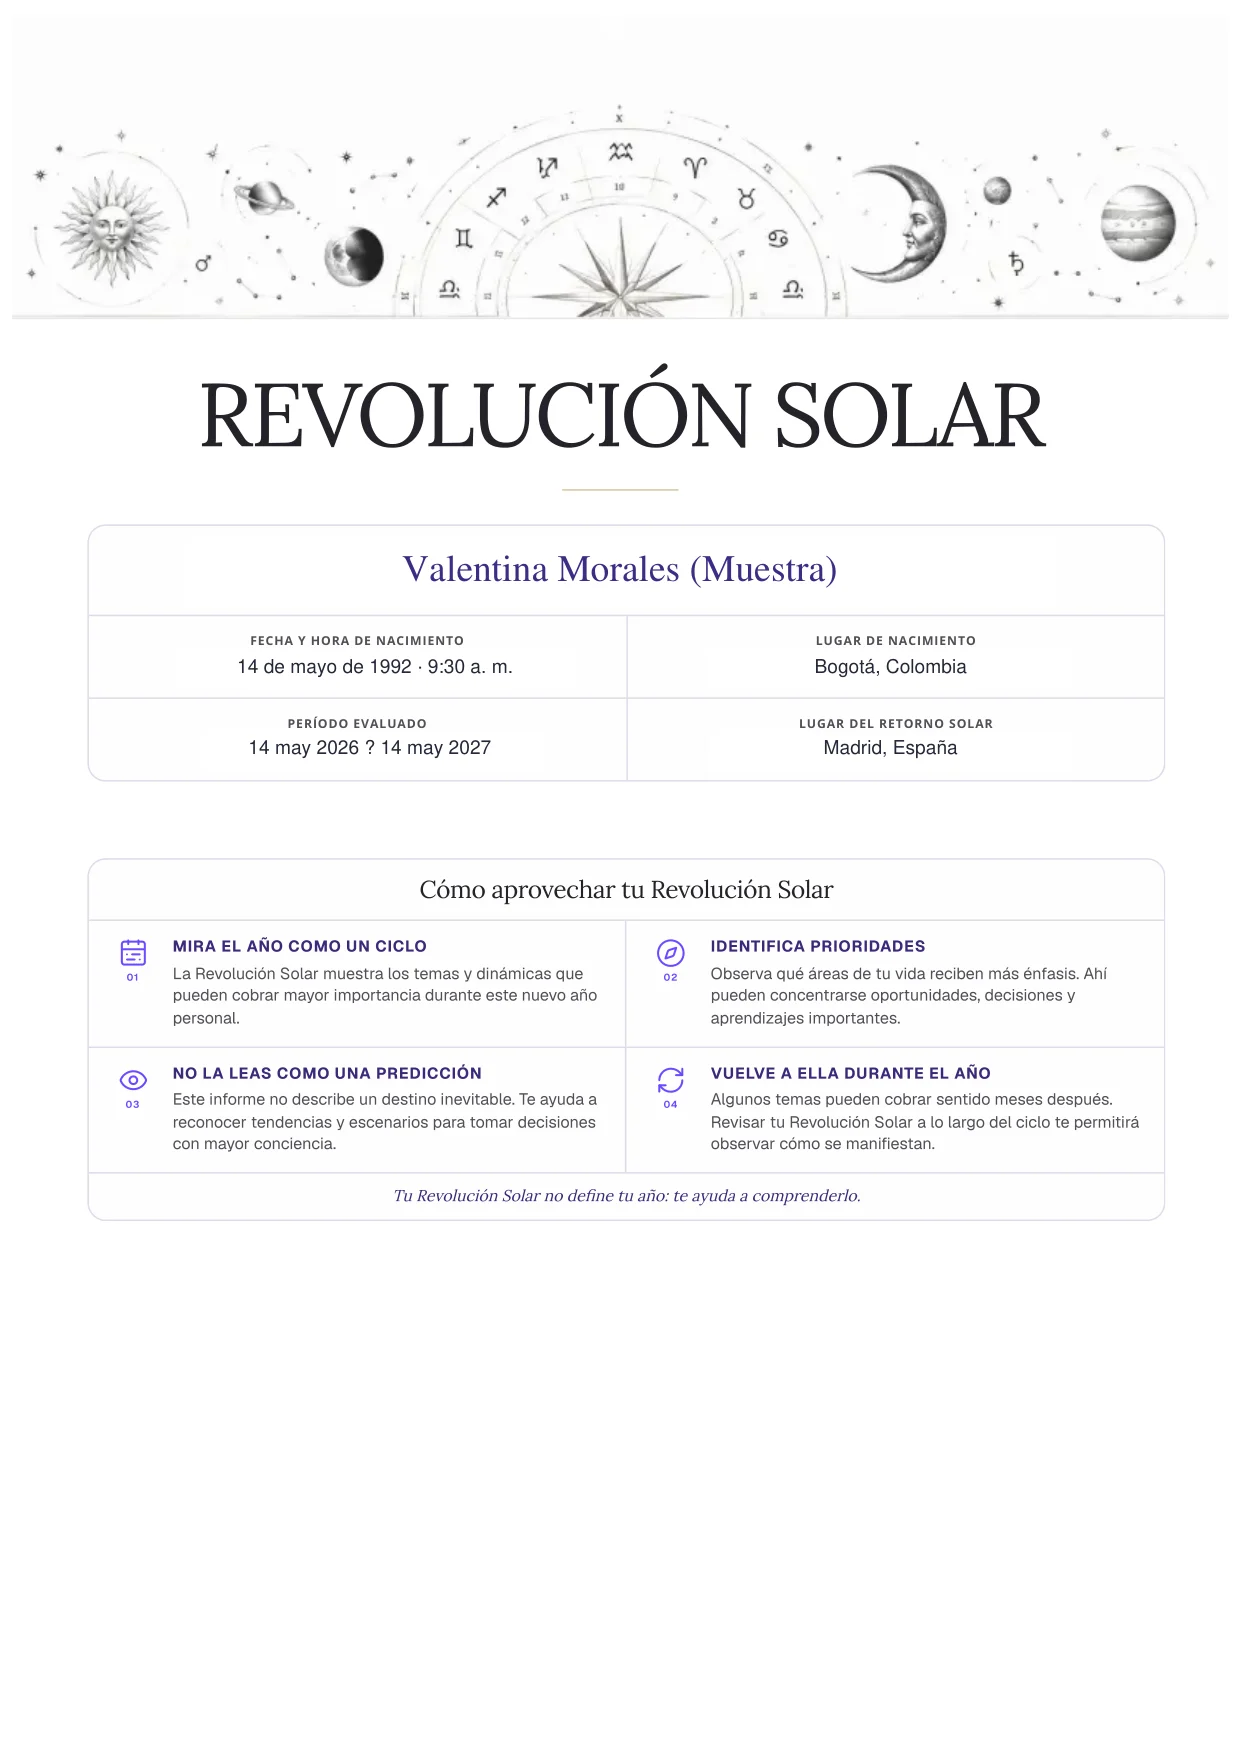 X
10
REVOLUCIÓN SOLAR
Valentina Morales (Muestra)
FECHA Y HORA DE NACIMIENTO
14 de mayo de 1992 · 9:30 a. m.
LUGAR DE NACIMIENTO
Bogotá, Colombia
PERÍODO EVALUADO
14 may 2026 ? 14 may 2027
LUGAR DEL RETORNO SOLAR
Madrid, España
Cómo aprovechar tu Revolución Solar
01
MIRA EL AÑO COMO UN CICLO
La Revolución Solar muestra los temas y dinámicas que
pueden cobrar mayor importancia durante este nuevo año
personal.
02
IDENTIFICA PRIORIDADES
Observa qué áreas de tu vida reciben más énfasis. Ahí
pueden concentrarse oportunidades, decisiones y
aprendizajes importantes.
03
NO LA LEAS COMO UNA PREDICCIÓN
Este informe no describe un destino inevitable. Te ayuda a
reconocer tendencias y escenarios para tomar decisiones
con mayor conciencia.
04
VUELVE A ELLA DURANTE EL AÑO
Algunos temas pueden cobrar sentido meses después.
Revisar tu Revolución Solar a lo largo del ciclo te permitirá
observar cómo se manifiestan.
Tu Revolución Solar no define tu año: te ayuda a comprenderlo.